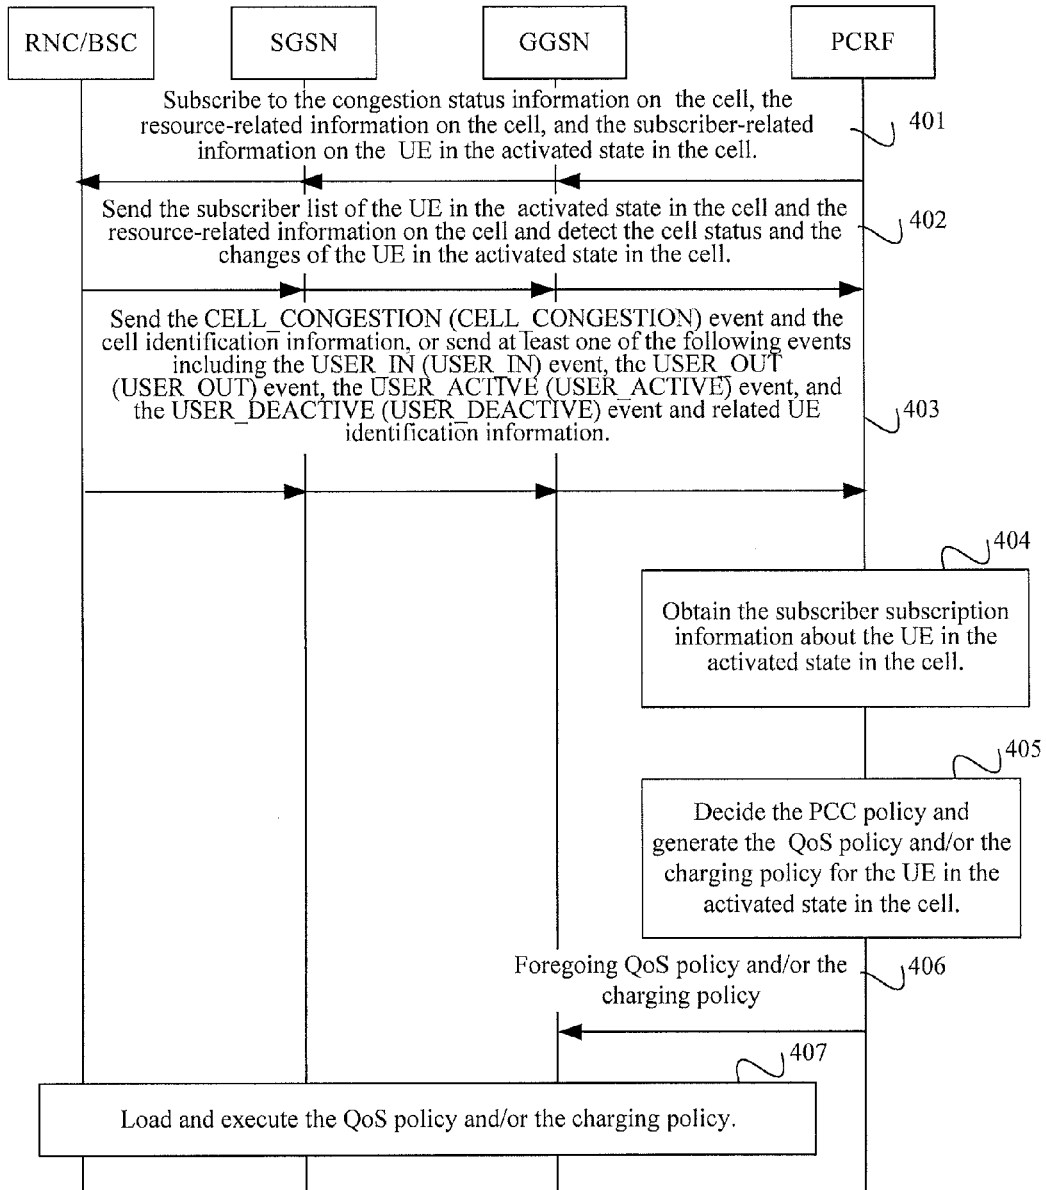 RNC/BSC
SGSN
GGSN
PCRF
Subscribe to the congestion status information on the cell, the
resource-related information on the cell, and the subscriber-related
information on the UE in the activated state in the cell.
401
Send the subscriber list of the UE in the activated state in the cell and the
resource-related information on the cell and detect the cell status and the
changes of the UE in the activated state in the cell.
402
Send the CELL_CONGESTION (CELL_CONGESTION) event and the
cell identification information, or send at least one of the following events
including the USER_IN (USER_IN) event, the USER_OUT
(USER_OUT) event, the USER_ACTIVE (USER_ACTIVE) event, and
the USER_DEACTIVE (USER_DEACTIVE) event and related UE
identification information.
403
404
Obtain the subscriber subscription
information about the UE in the
activated state in the cell.
405
Decide the PCC policy and
generate the QoS policy and/or the
charging policy for the UE in the
activated state in the cell.
Foregoing QoS policy and/or the
charging policy
406
407
Load and execute the QoS policy and/or the charging policy.